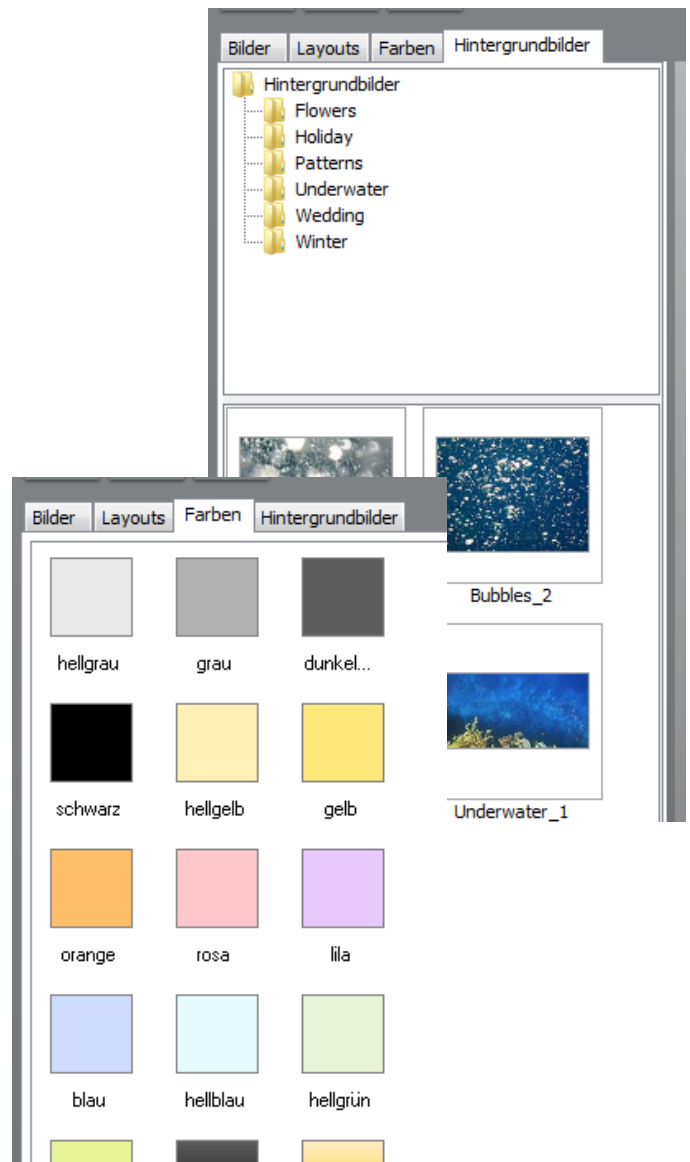 Bilder Layouts Farben Hintergrundbilder
Hintergrundbilder
Flowers
Holiday
Patterns
Underwater
Wedding
Winter
Bubbles_2
Underwater_1
Bilder Layouts Farben Hintergrundbilder
hellgrau grau dunkel...
schwarz hellgelb gelb
orange rosa lila
blau hellblau hellgrün